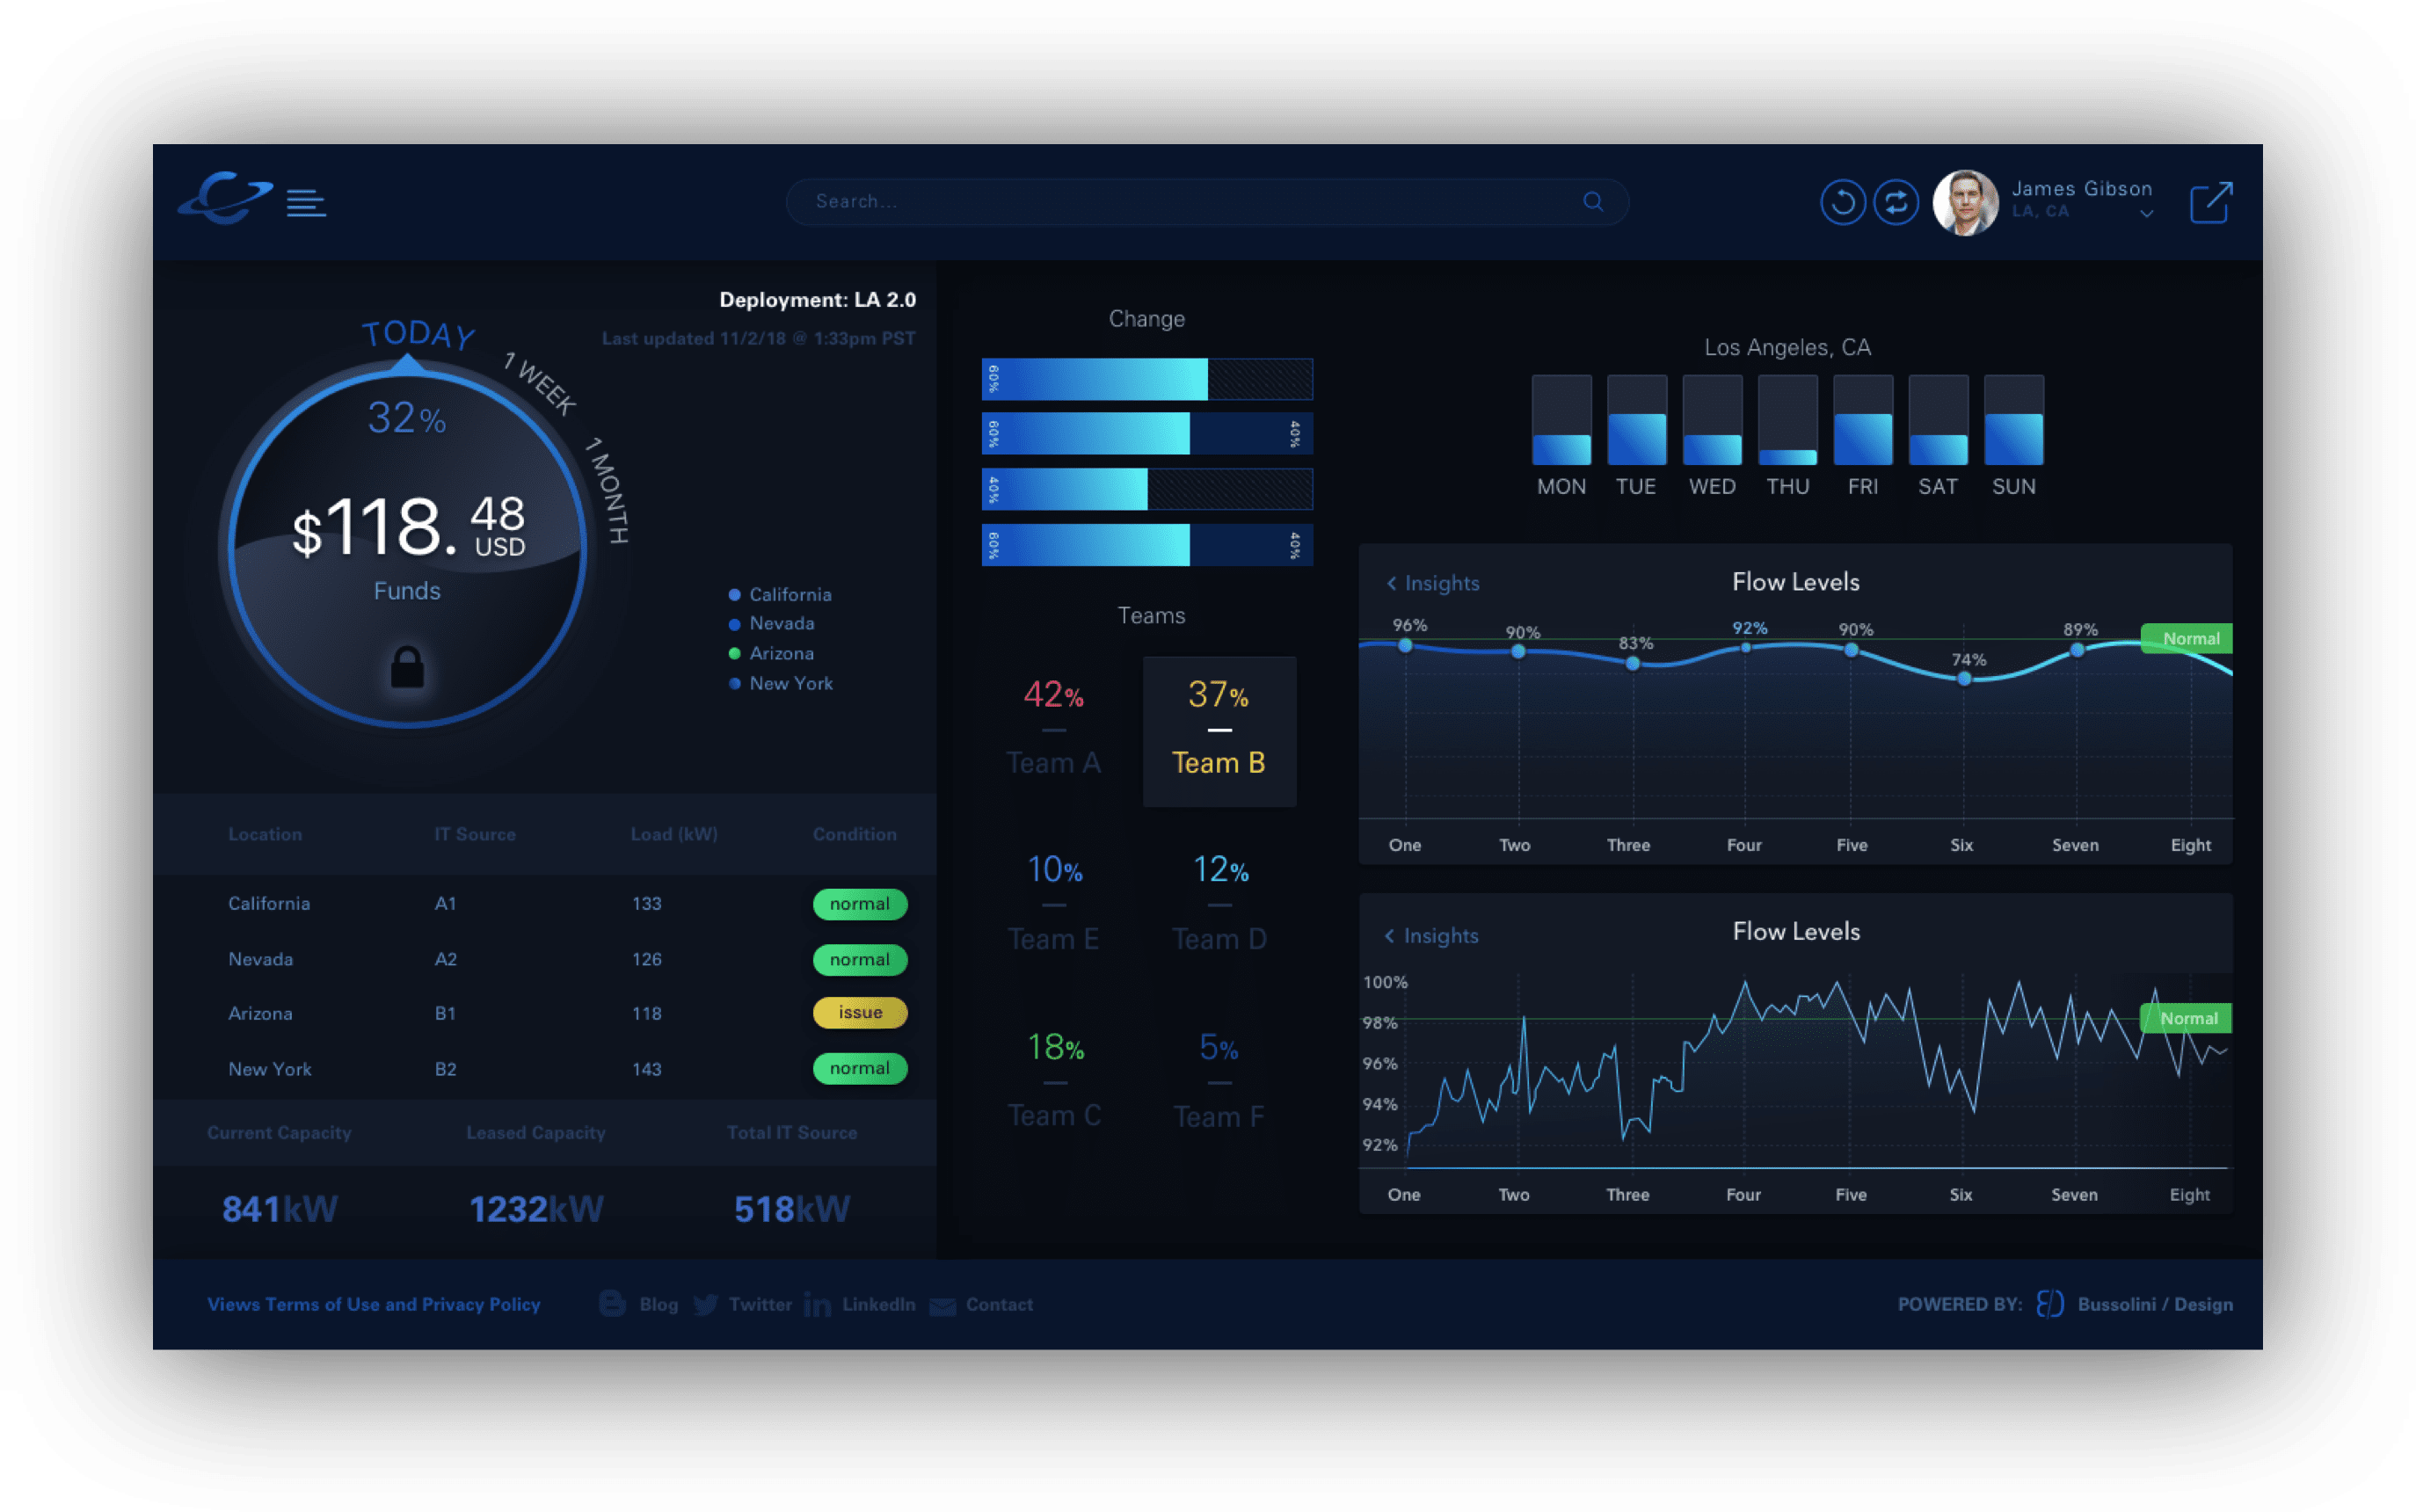 Search...
James Gibson
LA, CA
Deployment: LA 2.0
Last updated 11/2/18 @ 1:33pm PST
TODAY
1 WEEK
1 MONTH
32%
$118.48
USD
Funds
California
Nevada
Arizona
New York
Location IT Source Load (kW) Condition
California A1 133 normal
Nevada A2 126 normal
Arizona B1 118 issue
New York B2 143 normal
Current Capacity Leased Capacity Total IT Source
841kW 1232kW 518kW
Change
60%
60% 40%
40%
60% 40%
Teams
42% 37%
Team A Team B
10% 12%
Team E Team D
18% 5%
Team C Team F
Los Angeles, CA
MON TUE WED THU FRI SAT SUN
Insights Flow Levels
96% 90% 83% 92% 90% 74% 89% Normal
One Two Three Four Five Six Seven Eight
Insights Flow Levels
100%
98% Normal
96%
94%
92%
One Two Three Four Five Six Seven Eight
Views Terms of Use and Privacy Policy Blog Twitter LinkedIn Contact POWERED BY: Bussolini / Design